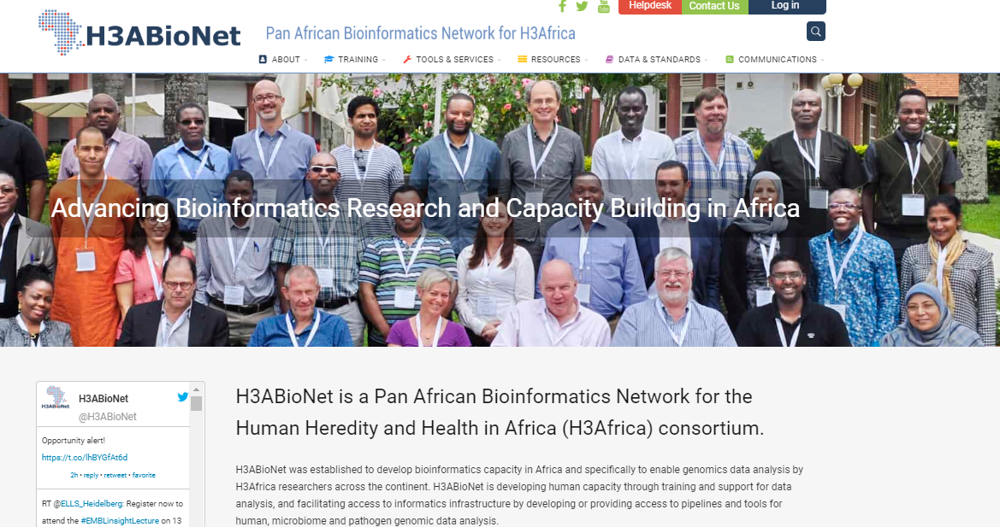 Helpdesk
Contact Us
Log in
H3ABioNet
Pan African Bioinformatics Network for H3Africa
ABOUT
TRAINING
TOOLS & SERVICES
RESOURCES
DATA & STANDARDS
COMMUNICATIONS
Advancing Bioinformatics Research and Capacity Building in Africa
H3ABioNet
H3ABioNet
@H3ABioNet
Opportunity alert!
https://t.co/lhBYGfAt6d
2h • reply • retweet • favorite
RT @ELLS_Heidelberg: Register now to
attend the #EMBLinsightLecture on 13
H3ABioNet is a Pan African Bioinformatics Network for the
Human Heredity and Health in Africa (H3Africa) consortium.
H3ABioNet was established to develop bioinformatics capacity in Africa and specifically to enable genomics data analysis by
H3Africa researchers across the continent. H3ABioNet is developing human capacity through training and support for data
analysis, and facilitating access to informatics infrastructure by developing or providing access to pipelines and tools for
human, microbiome and pathogen genomic data analysis.